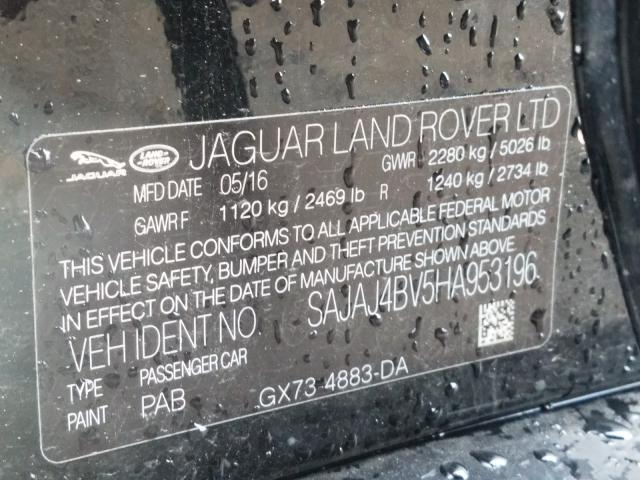 JAGUAR LAND-ROVER JAGUAR LAND ROVER LTD
MFD DATE 05/16 GWR 2280 kg / 5026 lb
GAWR F 1120 kg / 2469 lb R 1240 kg / 2734 lb
THIS VEHICLE CONFORMS TO ALL APPLICABLE FEDERAL MOTOR
VEHICLE SAFETY, BUMPER AND THEFT PREVENTION STANDARDS
IN EFFECT ON THE DATE OF MANUFACTURE SHOWN ABOVE.
VEH IDENT NO. SAJAJ4BV5HA953196
TYPE PASSENGER CAR
PAINT PAB GX73-4883-DA